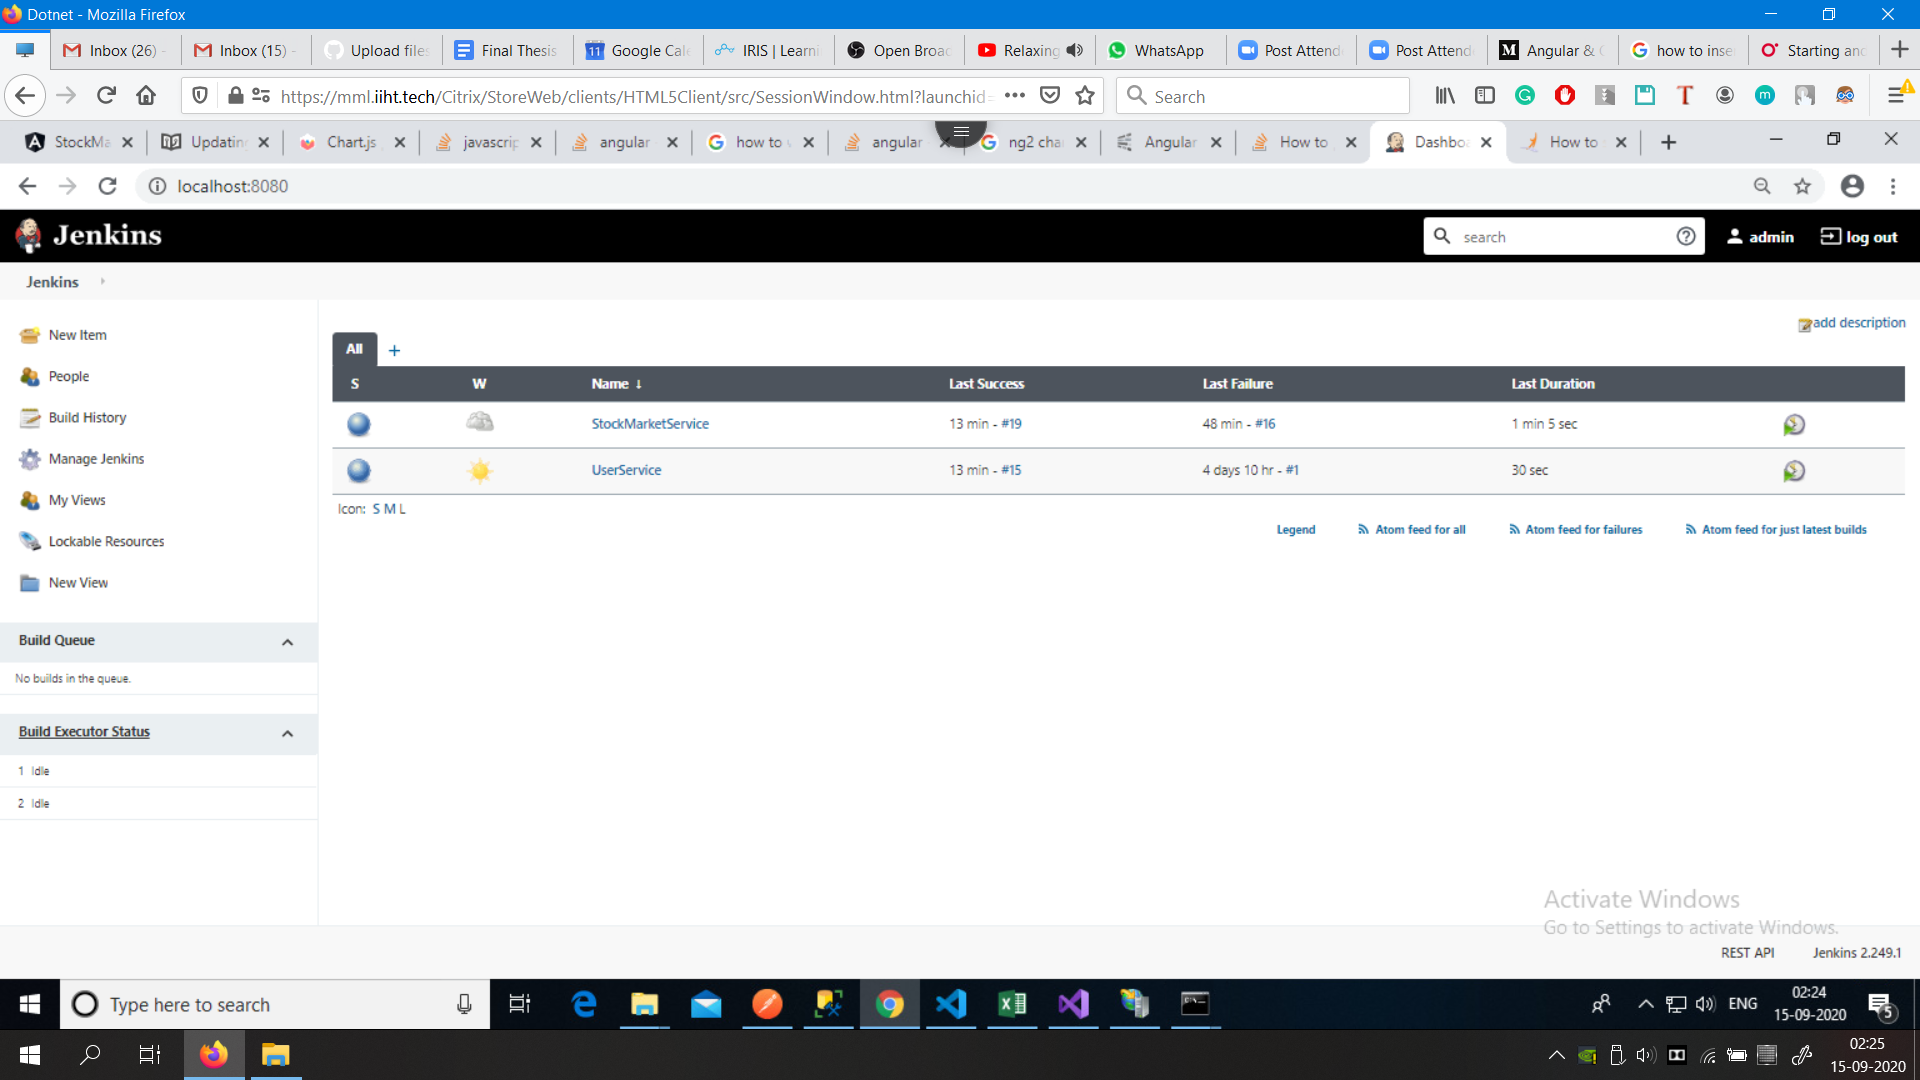 Dotnet - Mozilla Firefox
Inbox (26) Inbox (15) - Upload files Final Thesis Google Cale IRIS | Learni Open Broad Relaxing WhatsApp Post Attend Post Attend Angular & how to inse Starting and
https://mml.iiht.tech/Citrix/StoreWeb/clients/HTML5Client/src/SessionWindow.html?launchid= Search
StockMa Updatin Chart.js javascrip angular how to angular ng2 cha Angular How to Dashboa How to
localhost:8080
Jenkins search admin log out
Jenkins
add description
New Item
People
Build History
Manage Jenkins
My Views
Lockable Resources
New View
All +
S W Name ↓ Last Success Last Failure Last Duration
StockMarketService 13 min - #19 48 min - #16 1 min 5 sec
UserService 13 min - #15 4 days 10 hr - #1 30 sec
Icon: S M L
Legend Atom feed for all Atom feed for failures Atom feed for just latest builds
Build Queue
No builds in the queue.
Build Executor Status
1 Idle
2 Idle
Activate Windows
Go to Settings to activate Windows.
REST API Jenkins 2.249.1
Type here to search ENG 02:24
15-09-2020 5
02:25
15-09-2020